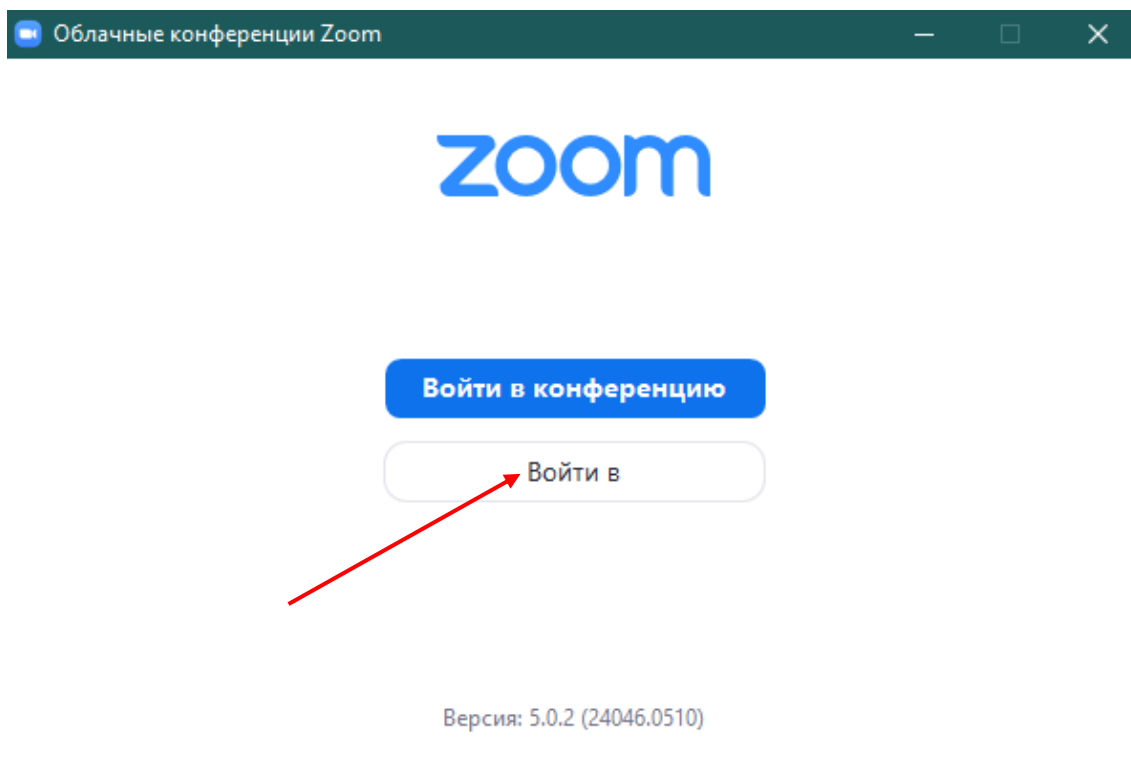 Облачные конференции Zoom
zoom
Войти в конференцию
Войти в
Версия: 5.0.2 (24046.0510)